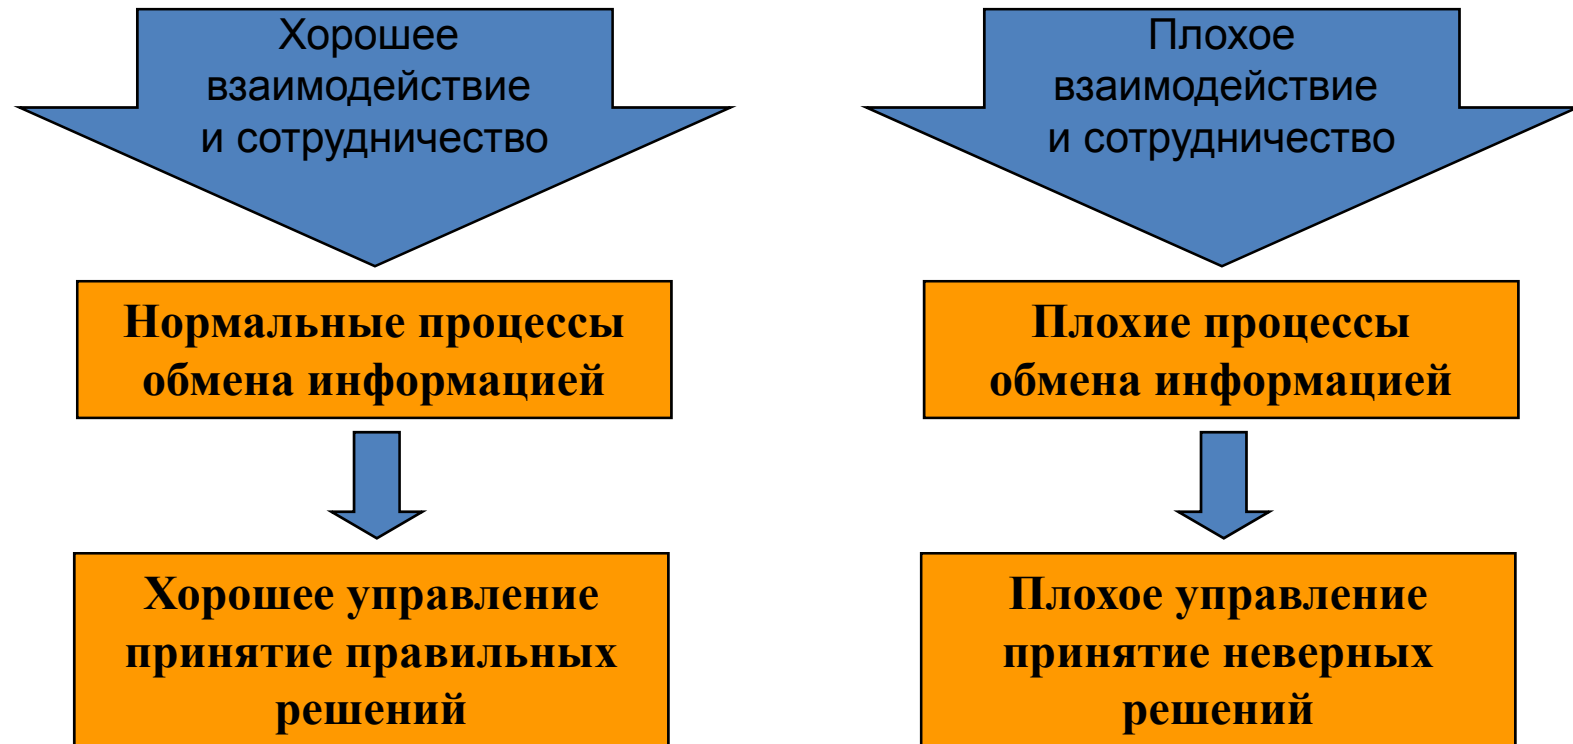 Хорошее
взаимодействие
и сотрудничество
Нормальные процессы
обмена информацией
Хорошее управление
принятие правильных
решений
Плохое
взаимодействие
и сотрудничество
Плохие процессы
обмена информацией
Плохое управление
принятие неверных
решений